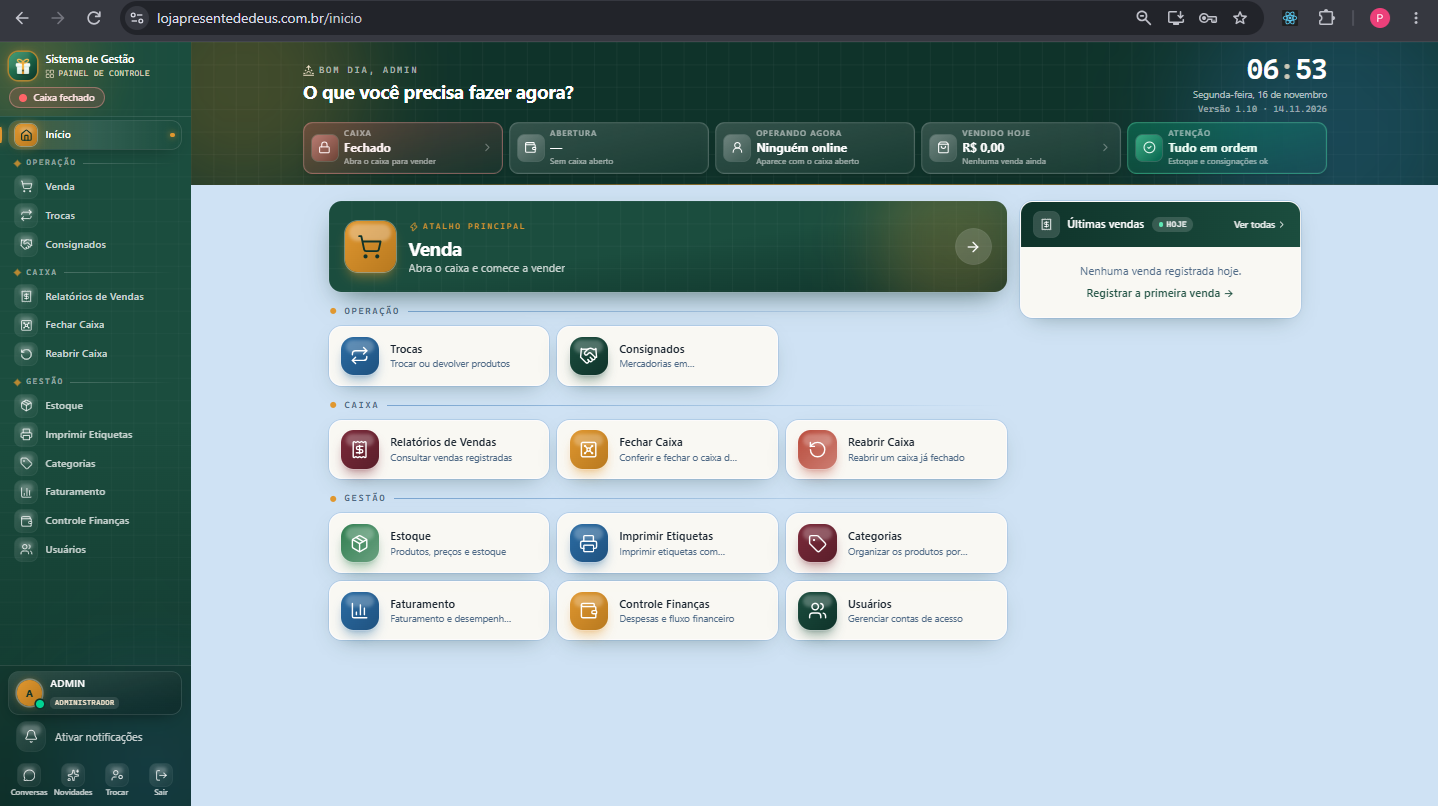 lojapresentededeus.com.br/inicio
P
Sistema de Gestão
PAINEL DE CONTROLE
Caixa fechado
Início
OPERAÇÃO
Venda
Trocas
Consignados
CAIXA
Relatórios de Vendas
Fechar Caixa
Reabrir Caixa
GESTÃO
Estoque
Imprimir Etiquetas
Categorias
Faturamento
Controle Finanças
Usuários
A
ADMIN
ADMINISTRADOR
Ativar notificações
Conversas Novidades Trocar Sair
BOM DIA, ADMIN
O que você precisa fazer agora?
06:53
Segunda-feira, 16 de novembro
Versão 1.10 · 14.11.2026
CAIXA
Fechado
Abra o caixa para vender
ABERTURA
—
Sem caixa aberto
OPERANDO AGORA
Ninguém online
Aparece com o caixa aberto
VENDIDO HOJE
R$ 0,00
Nenhuma venda ainda
ATENÇÃO
Tudo em ordem
Estoque e consignações ok
ATALHO PRINCIPAL
Venda
Abra o caixa e comece a vender
OPERAÇÃO
Trocas
Trocar ou devolver produtos
Consignados
Mercadorias em...
CAIXA
Relatórios de Vendas
Consultar vendas registradas
Fechar Caixa
Conferir e fechar o caixa d...
Reabrir Caixa
Reabrir um caixa já fechado
GESTÃO
Estoque
Produtos, preços e estoque
Imprimir Etiquetas
Imprimir etiquetas com...
Categorias
Organizar os produtos por...
Faturamento
Faturamento e desempenh...
Controle Finanças
Despesas e fluxo financeiro
Usuários
Gerenciar contas de acesso
Últimas vendas
HOJE
Ver todas
Nenhuma venda registrada hoje.
Registrar a primeira venda →